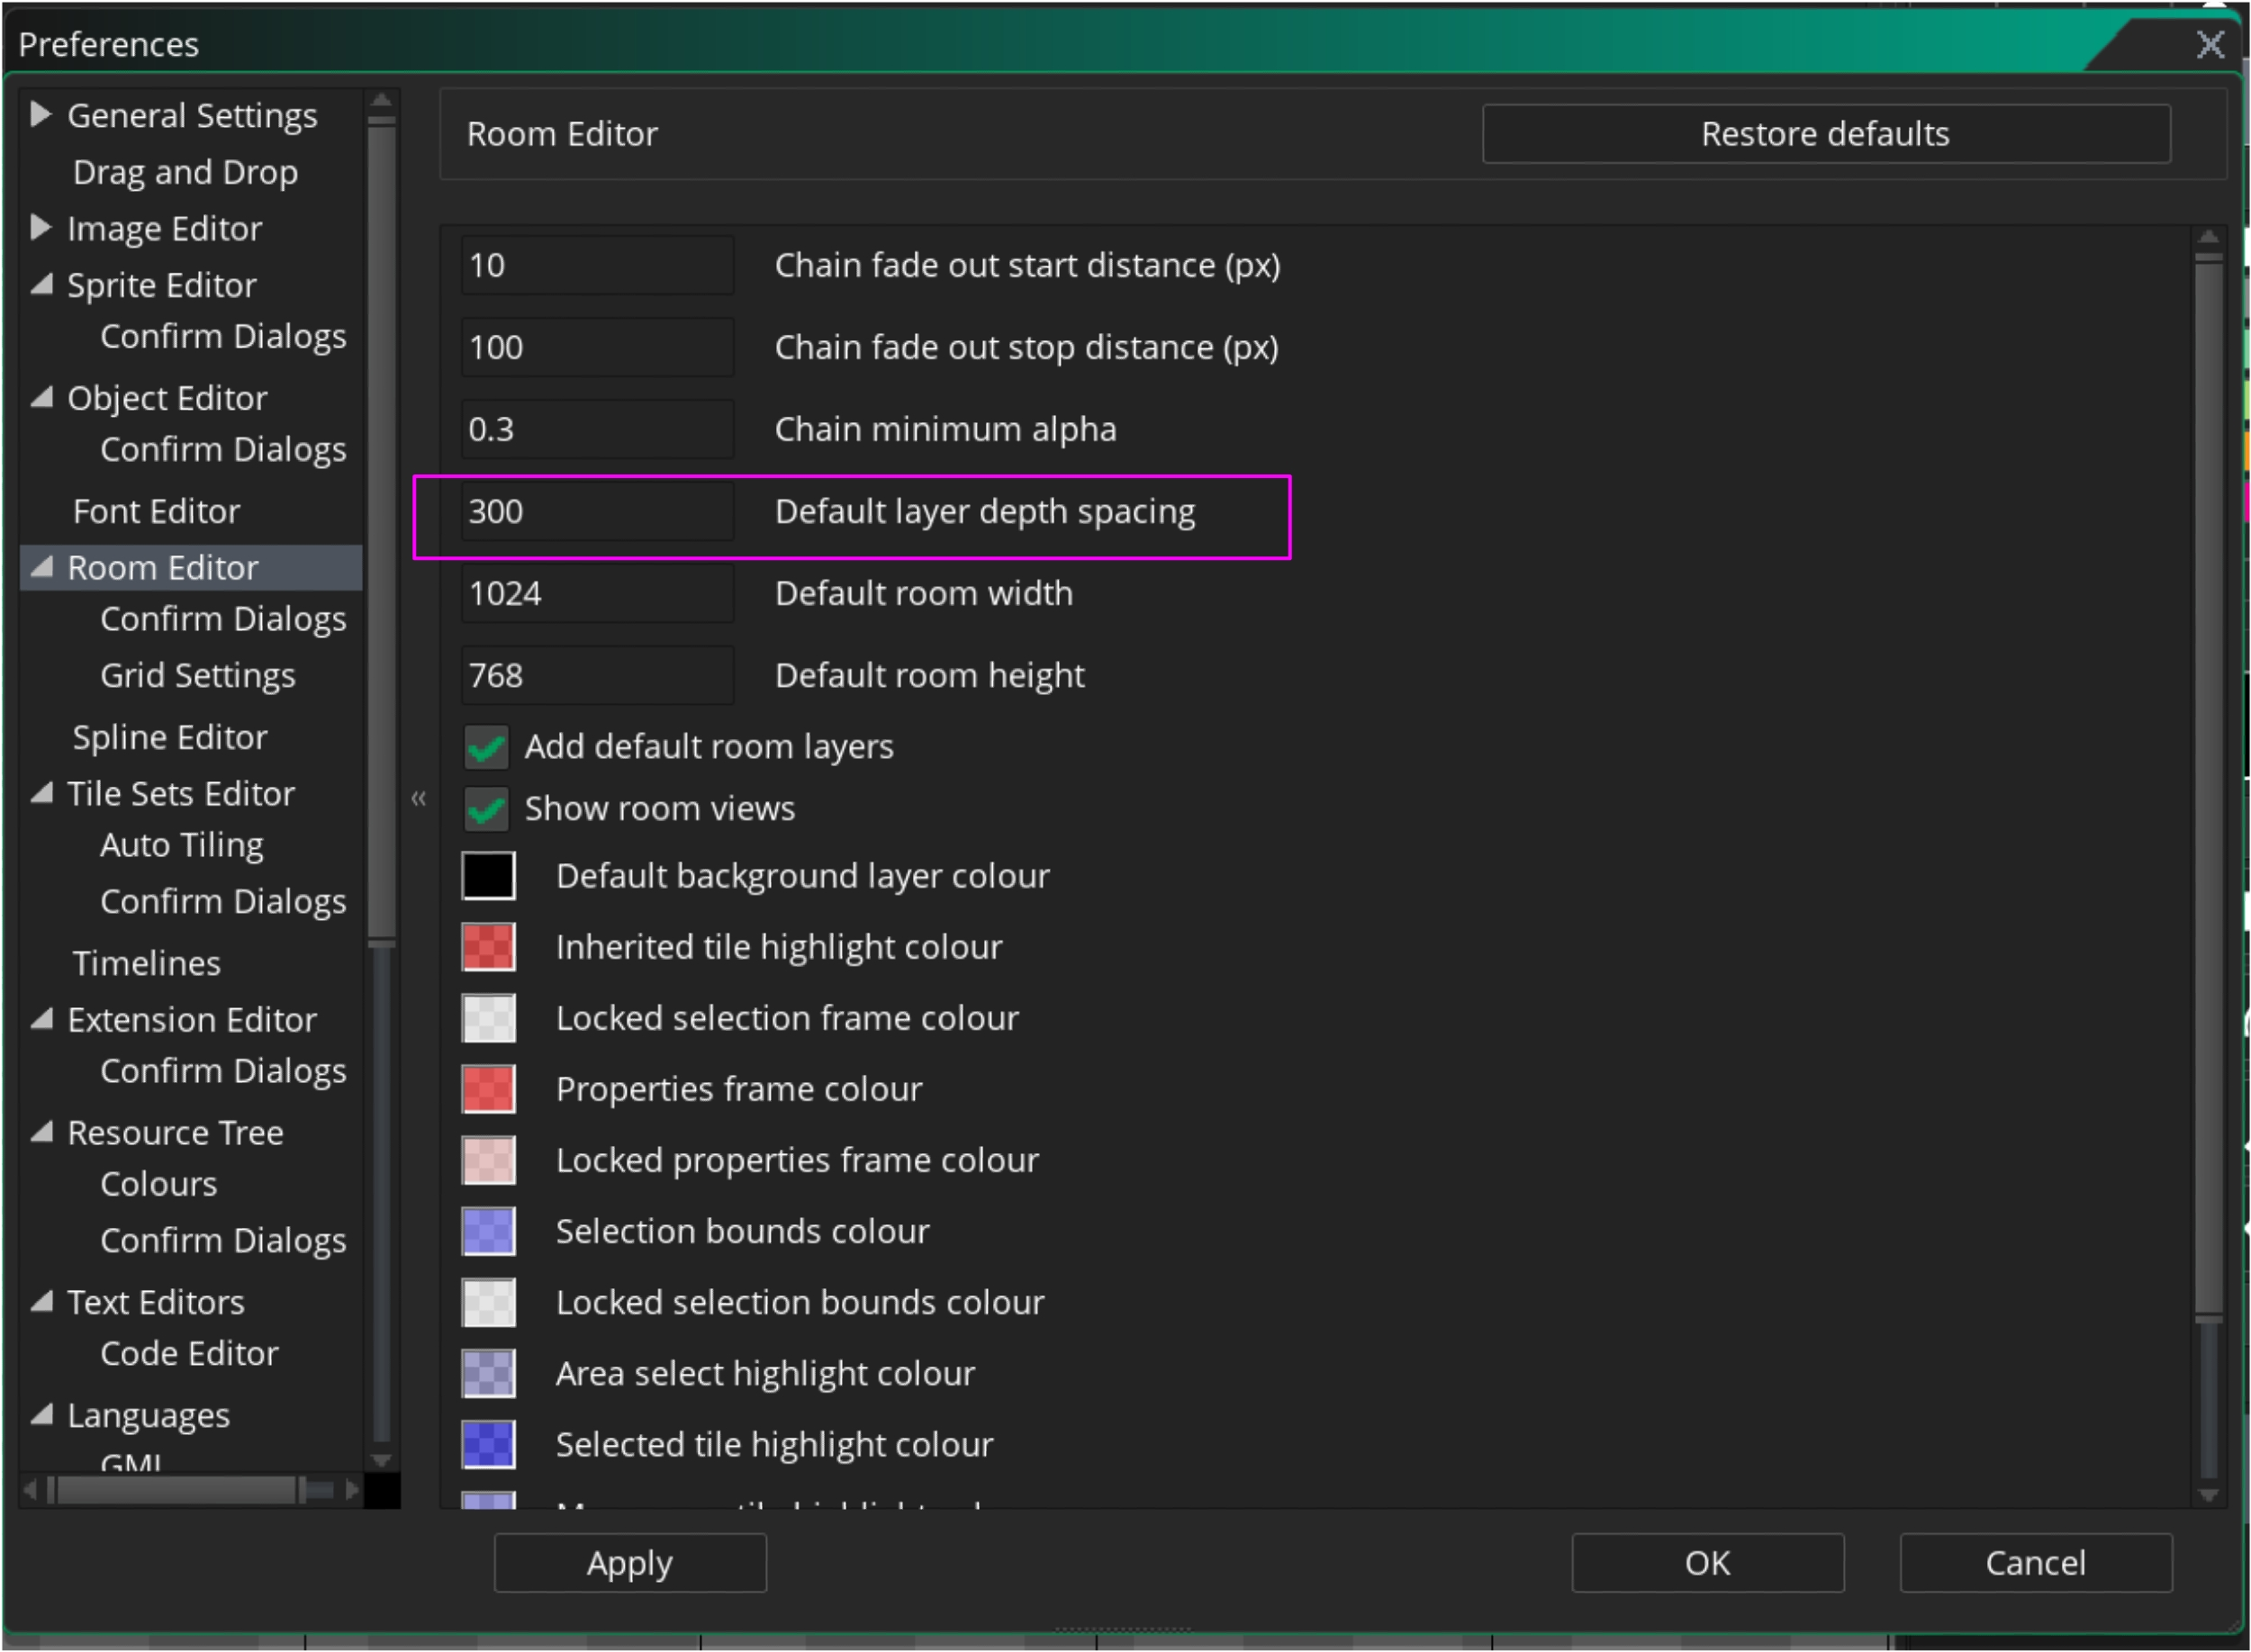 Preferences
General Settings
Drag and Drop
Image Editor
Sprite Editor
Confirm Dialogs
Object Editor
Confirm Dialogs
Font Editor
Room Editor
Confirm Dialogs
Grid Settings
Spline Editor
Tile Sets Editor
Auto Tiling
Confirm Dialogs
Timelines
Extension Editor
Confirm Dialogs
Resource Tree
Colours
Confirm Dialogs
Text Editors
Code Editor
Languages
GML
«
Room Editor
Restore defaults
10 Chain fade out start distance (px)
100 Chain fade out stop distance (px)
0.3 Chain minimum alpha
300 Default layer depth spacing
1024 Default room width
768 Default room height
Add default room layers
Show room views
Default background layer colour
Inherited tile highlight colour
Locked selection frame colour
Properties frame colour
Locked properties frame colour
Selection bounds colour
Locked selection bounds colour
Area select highlight colour
Selected tile highlight colour
Apply
OK
Cancel